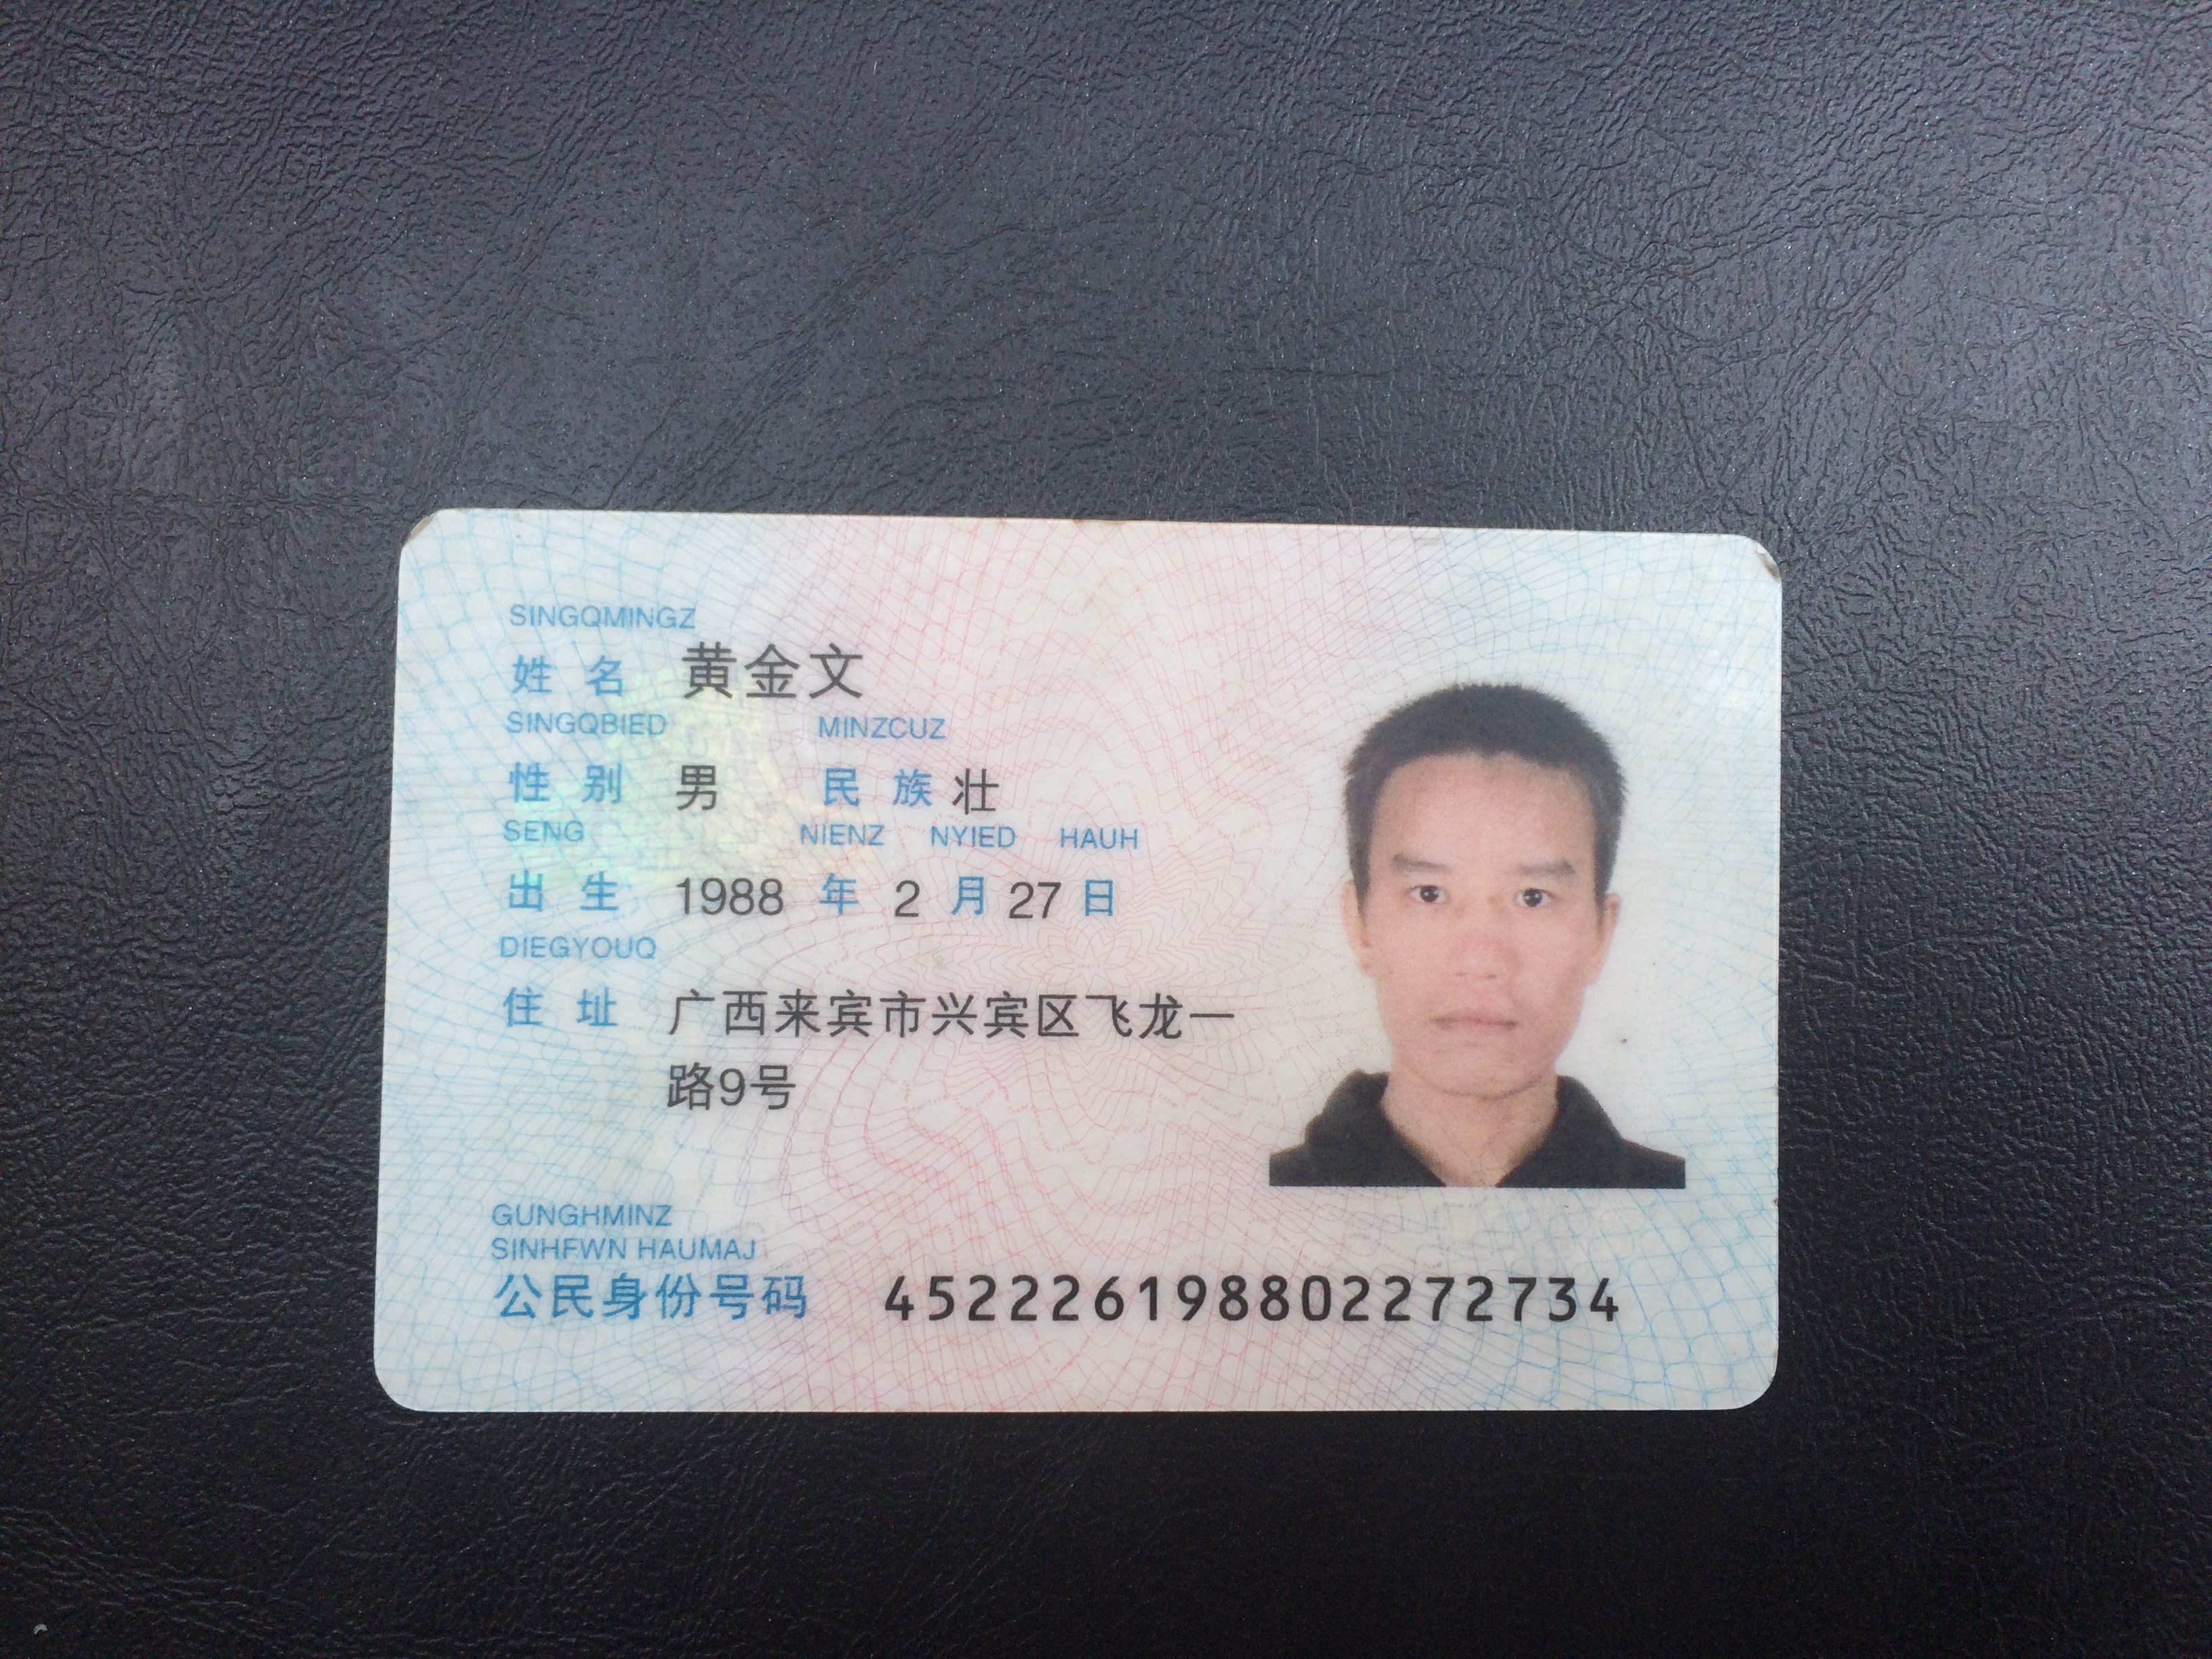 SINGQMINGZ
姓 名 黄金文
SINGQBIED MINZCUZ
性 别 男 民 族 壮
SENG NIENZ NYIED HAUH
出 生 1988 年 2 月 27 日
DIEGYOUQ
住 址 广西来宾市兴宾区飞龙一
路9号
GUNGHMINZ
SINHFWN HAUMAJ
公民身份号码 452226198802272734